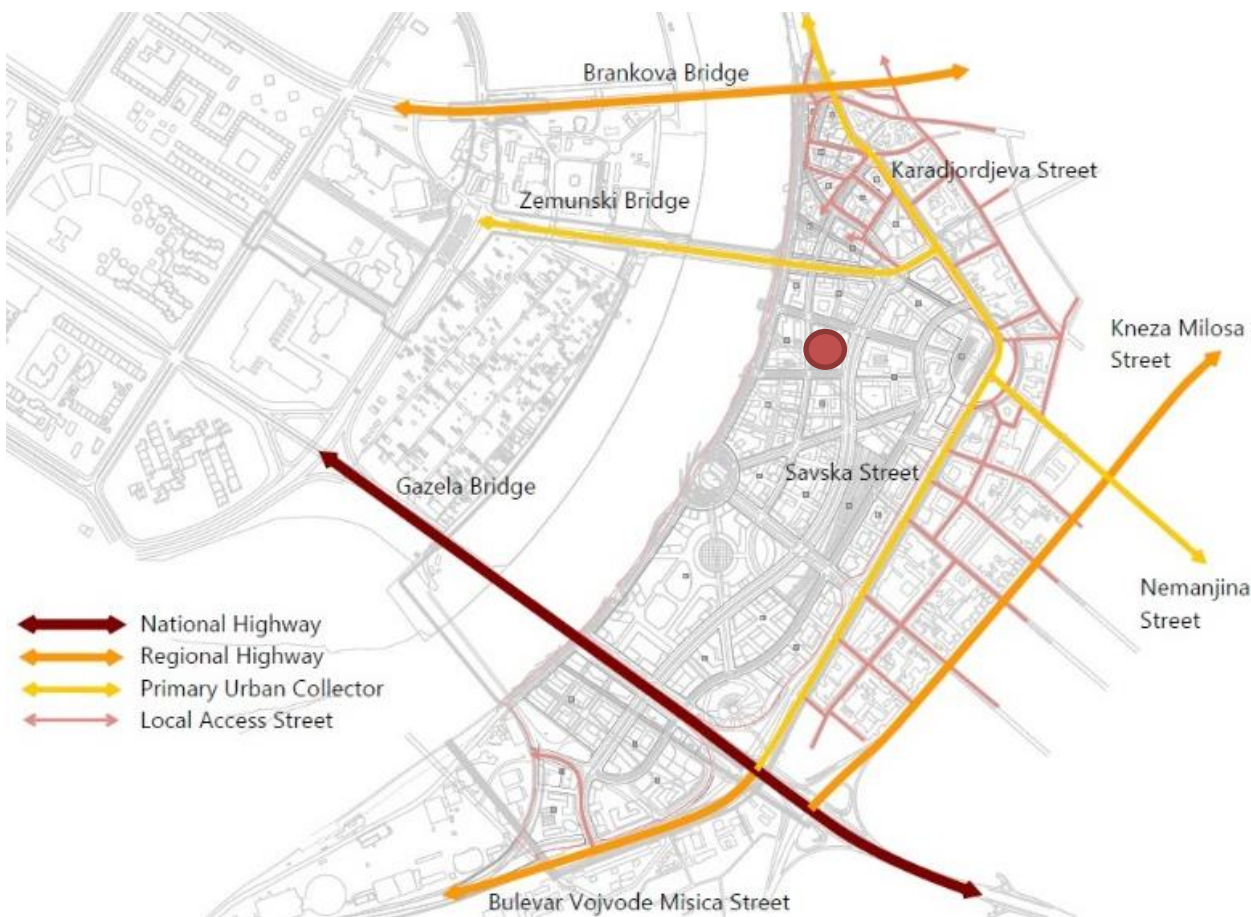 Brankova Bridge
Karadjordjeva Street
Zemunski Bridge
Kneza Milosa
Street
Gazela Bridge
Savska Street
Nemanjina
Street
National Highway
Regional Highway
Primary Urban Collector
Local Access Street
Bulevar Vojvode Misica Street